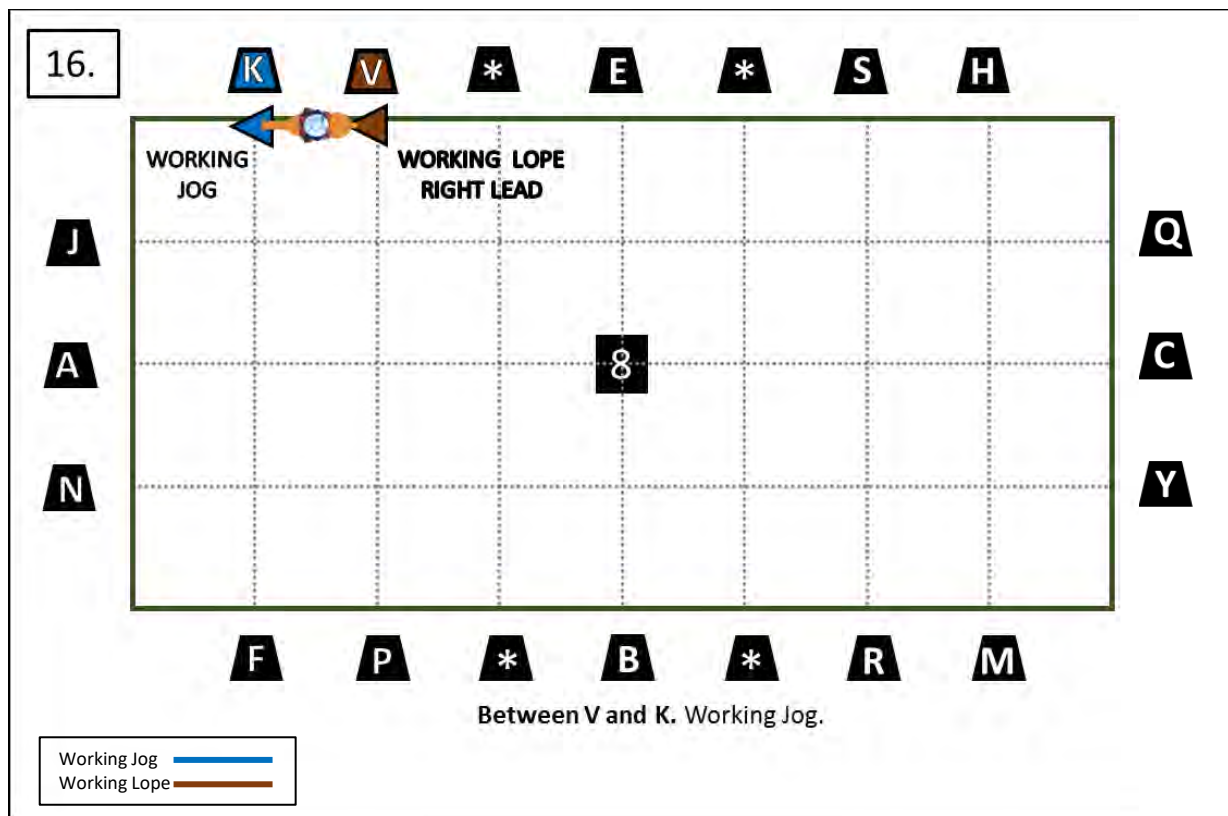 16.
K V * E * S H
WORKING
JOG
WORKING LOPE
RIGHT LEAD
J
Q
A
8
C
N
Y
F P * B * R M
Between V and K. Working Jog.
Working Jog
Working Lope